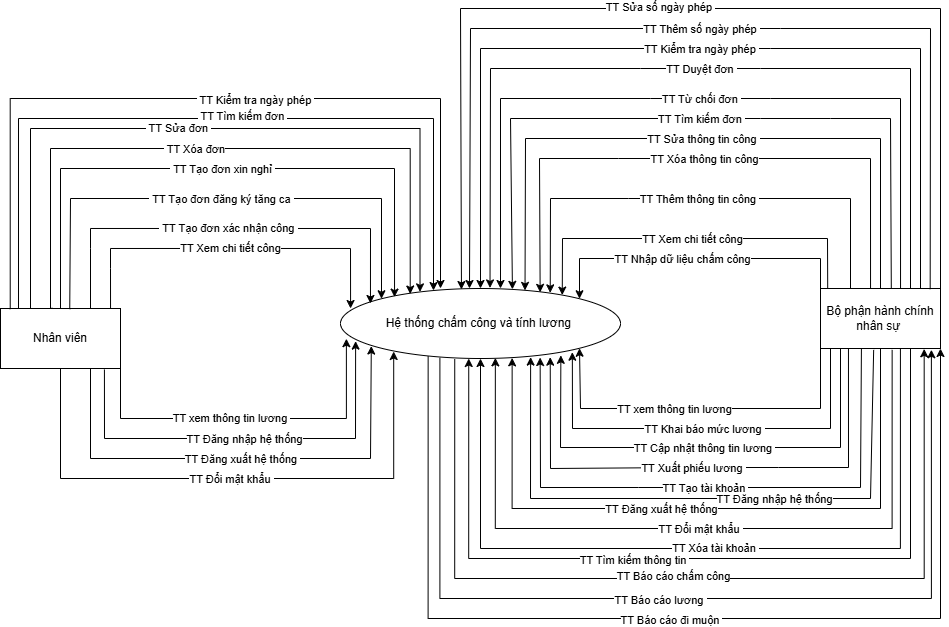 TT Sửa số ngày phép
TT Thêm số ngày phép
TT Kiểm tra ngày phép
TT Duyệt đơn
TT Kiểm tra ngày phép
TT Từ chối đơn
TT Tìm kiếm đơn
TT Tìm kiếm đơn
TT Sửa đơn
TT Sửa thông tin công
TT Xóa đơn
TT Xóa thông tin công
TT Tạo đơn xin nghỉ
TT Tạo đơn đăng ký tăng ca
TT Thêm thông tin công
TT Tạo đơn xác nhận công
TT Xem chi tiết công
TT Xem chi tiết công
TT Nhập dữ liệu chấm công
Nhân viên
Hệ thống chấm công và tính lương
Bộ phận hành chính
nhân sự
TT xem thông tin lương
TT Đăng nhập hệ thống
TT Đăng xuất hệ thống
TT Đổi mật khẩu
TT xem thông tin lương
TT Khai báo mức lương
TT Cập nhật thông tin lương
TT Xuất phiếu lương
TT Tạo tài khoản
TT Đăng nhập hệ thống
TT Đăng xuất hệ thống
TT Đổi mật khẩu
TT Xóa tài khoản
TT Tìm kiếm thông tin
TT Báo cáo chấm công
TT Báo cáo lương
TT Báo cáo đi muộn